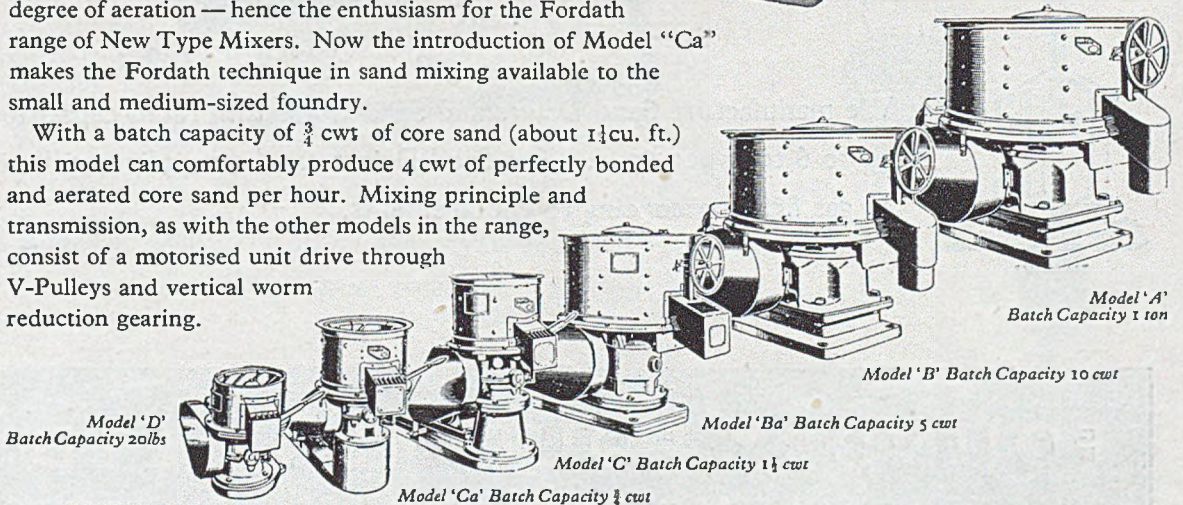 degree of aeration — hence the enthusiasm for the Fordath
range of New Type Mixers. Now the introduction of Model “Ca”
makes the Fordath technique in sand mixing available to the
small and medium-sized foundry.
With a batch capacity of ¾ cwt of core sand (about 1¼cu. ft.)
this model can comfortably produce 4 cwt of perfectly bonded
and aerated core sand per hour. Mixing principle and
transmission, as with the other models in the range,
consist of a motorised unit drive through
V-Pulleys and vertical worm
reduction gearing.
Model ‘A’
Batch Capacity 1 ton
Model ‘B’ Batch Capacity 10 cwt
Model ‘Ba’ Batch Capacity 5 cwt
Model ‘C’ Batch Capacity 1½ cwt
Model ‘Ca’ Batch Capacity ¾ cwt
Model ‘D’
Batch Capacity 20lbs